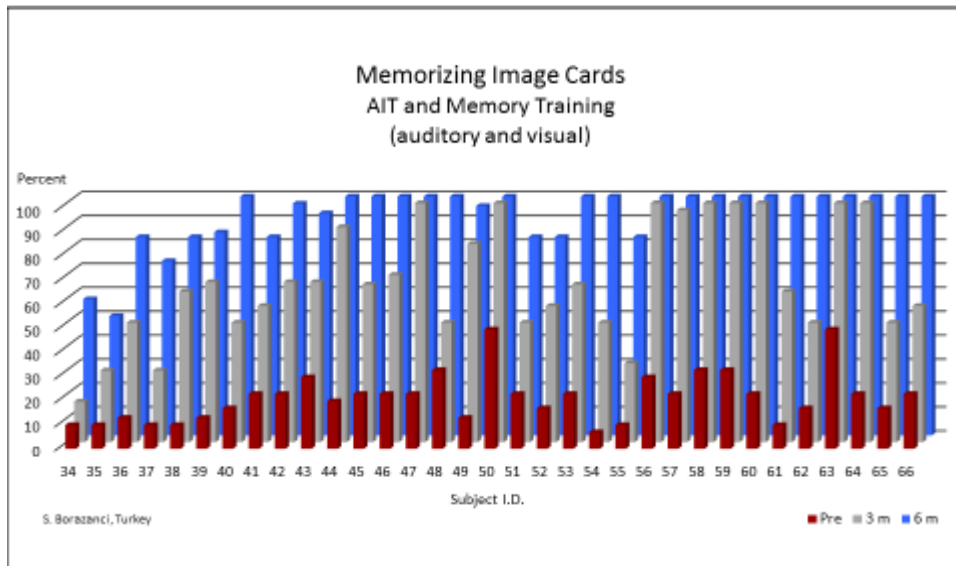 Memorizing Image Cards
AIT and Memory Training
(auditory and visual)
Percent
100
90
80
70
60
50
40
30
20
10
0
34 35 36 37 38 39 40 41 42 43 44 45 46 47 48 49 50 51 52 53 54 55 56 57 58 59 60 61 62 63 64 65 66
Subject I.D.
S. Borazanci, Turkey
Pre 3 m 6 m